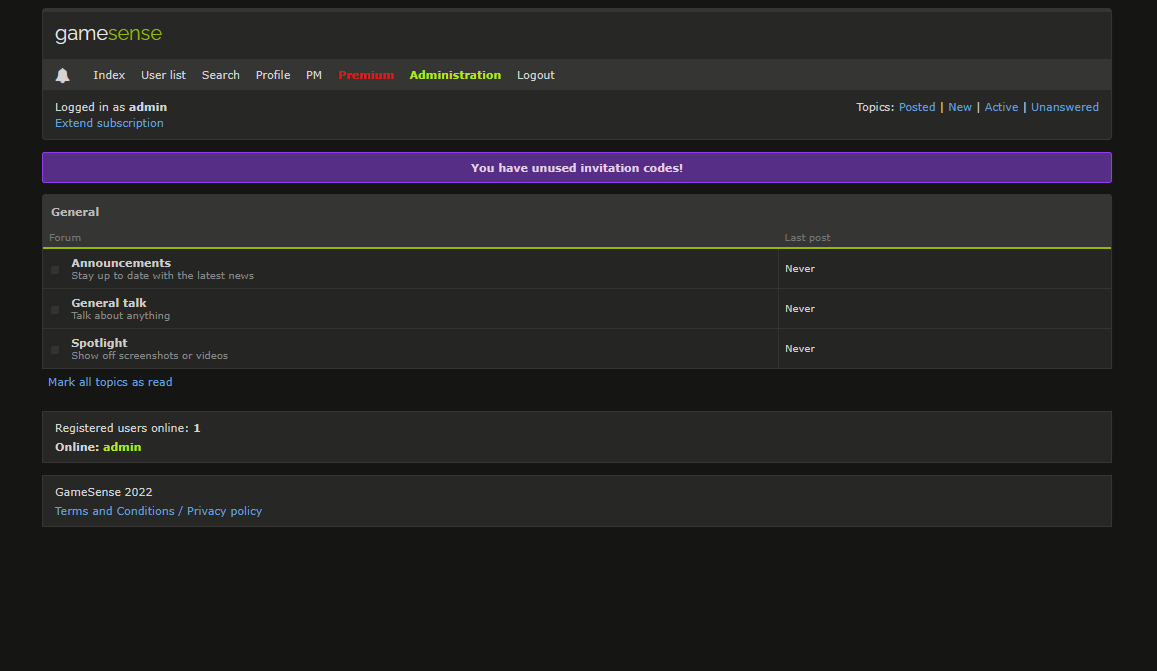 gamesense
Index User list Search Profile PM Premium Administration Logout
Logged in as admin
Topics: Posted | New | Active | Unanswered
Extend subscription
You have unused invitation codes!
General
Forum Last post
Announcements
Stay up to date with the latest news
Never
General talk
Talk about anything
Never
Spotlight
Show off screenshots or videos
Never
Mark all topics as read
Registered users online: 1
Online: admin
GameSense 2022
Terms and Conditions / Privacy policy